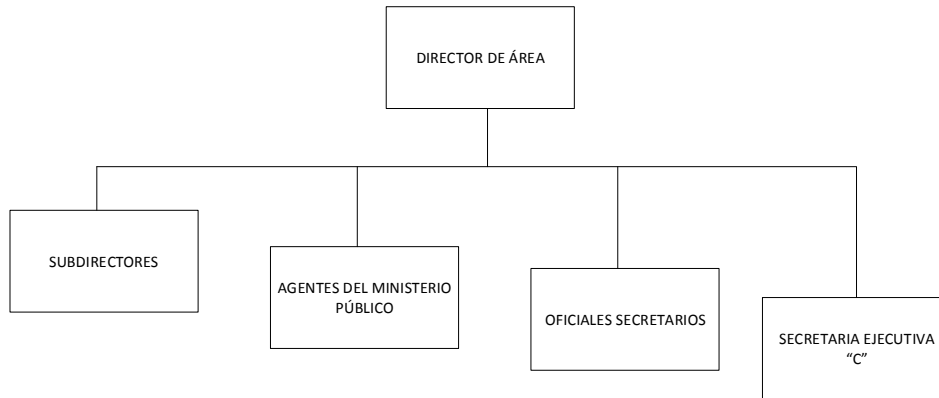 DIRECTOR DE ÁREA
SUBDIRECTORES
AGENTES DEL MINISTERIO
PÚBLICO
OFICIALES SECRETARIOS
SECRETARIA EJECUTIVA
“C”